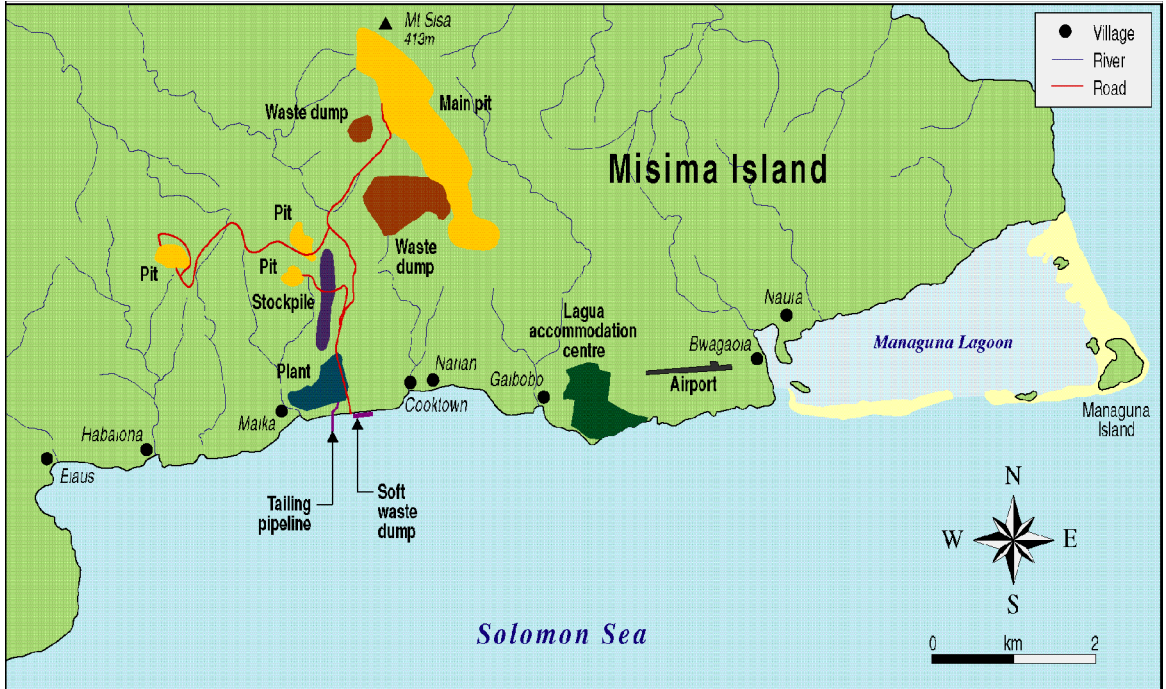 Mt Sisa
413m
Village
River
Road
Waste dump
Main pit
Misima Island
Pit
Waste
dump
Pit
Pit
Stockpile
Lagua
accommodation
centre
Naura
Bwagaoia
Managuna Lagoon
Plant
Narian
Gaibobo
Airport
Cooktown
Maika
Managuna
Island
Habaiona
Eiaus
Tailing
pipeline
Soft
waste
dump
N
W
E
S
Solomon Sea
0 km 2